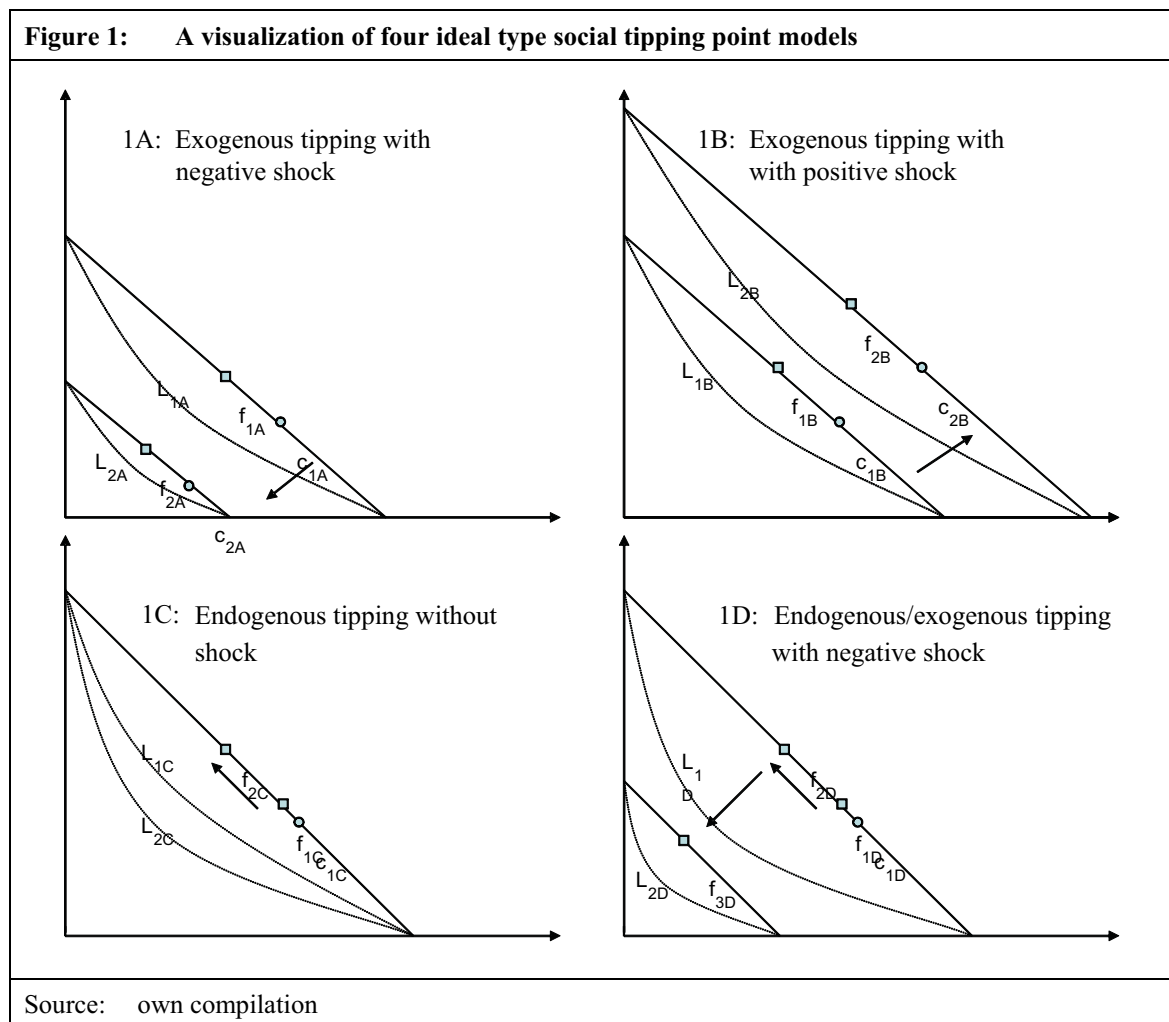 Figure 1: A visualization of four ideal type social tipping point models
1A: Exogenous tipping with
negative shock
L1A
f1A
c1A
L2A
f2A
c2A
1B: Exogenous tipping with
with positive shock
L2B
f2B
c2B
L1B
f1B
c1B
1C: Endogenous tipping without
shock
L1C
f2C
L2C
f1C
c1C
1D: Endogenous/exogenous tipping
with negative shock
L1
D
f2D
f1D
c1D
L2D
f3D
Source: own compilation